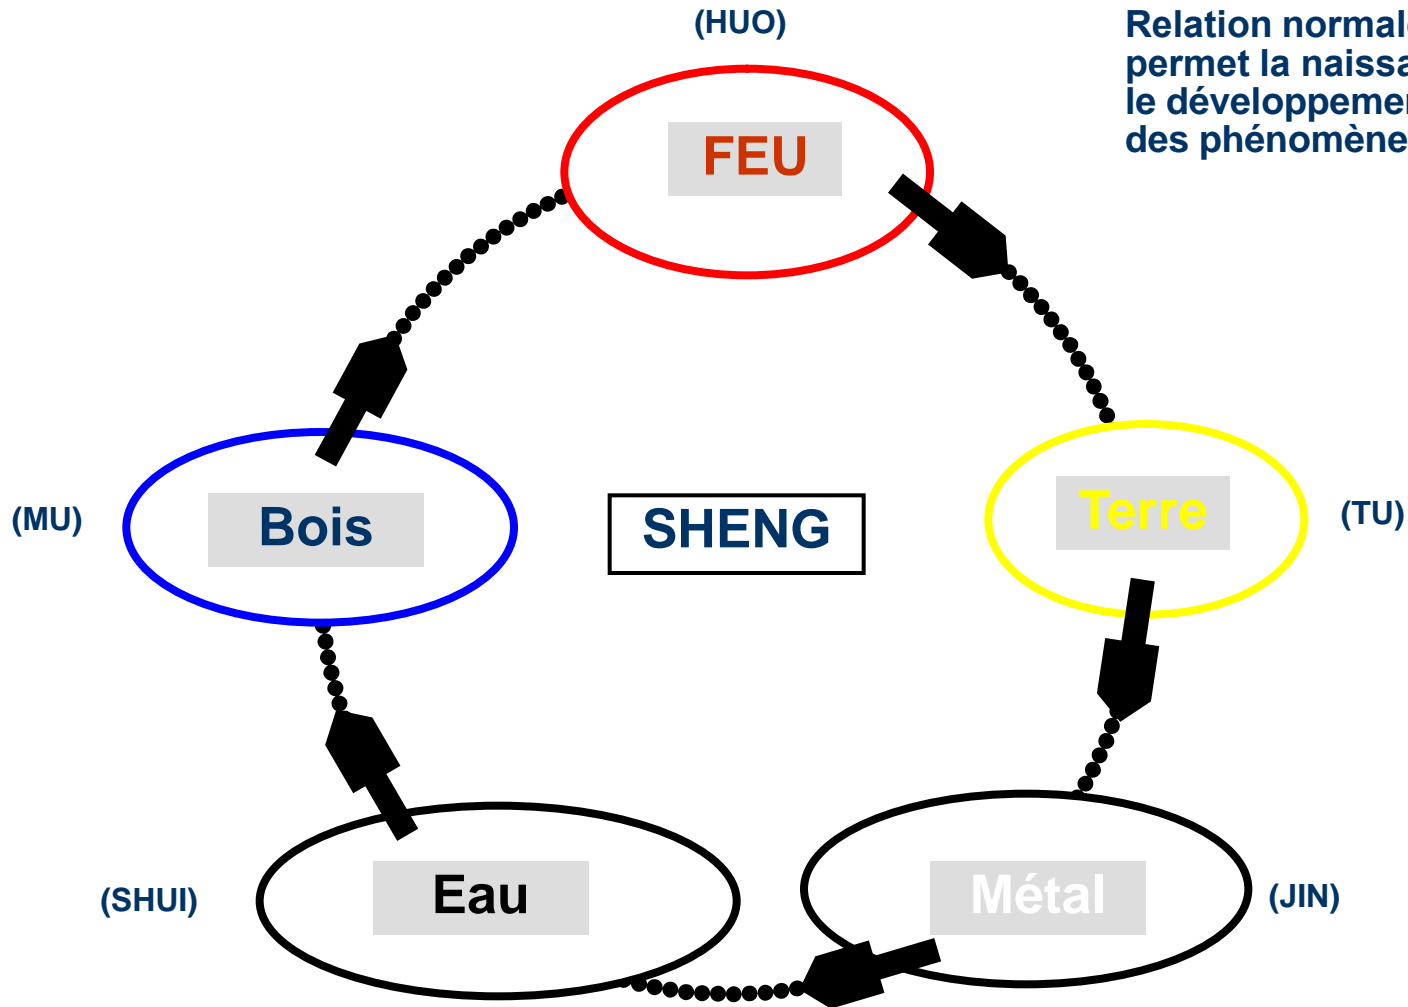 (HUO)
Relation normale
permet la naissa
le développemen
des phénomène
FEU
(MU)
Bois
SHENG
Terre
(TU)
(SHUI)
Eau
Métal
(JIN)